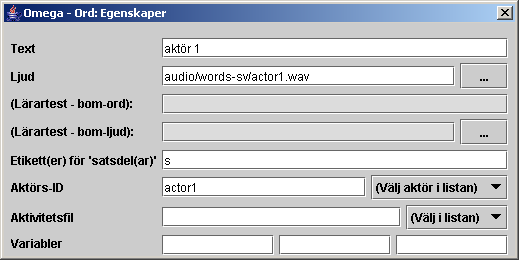 Omega - Ord: Egenskaper
Text aktör 1
Ljud audio/words-sv/actor1.wav ...
(Lärartest - bom-ord):
(Lärartest - bom-ljud): ...
Etikett(er) för 'satsdel(ar)' s
Aktörs-ID actor1 (Välj aktör i listan)
Aktivitetsfil (Välj i listan)
Variabler